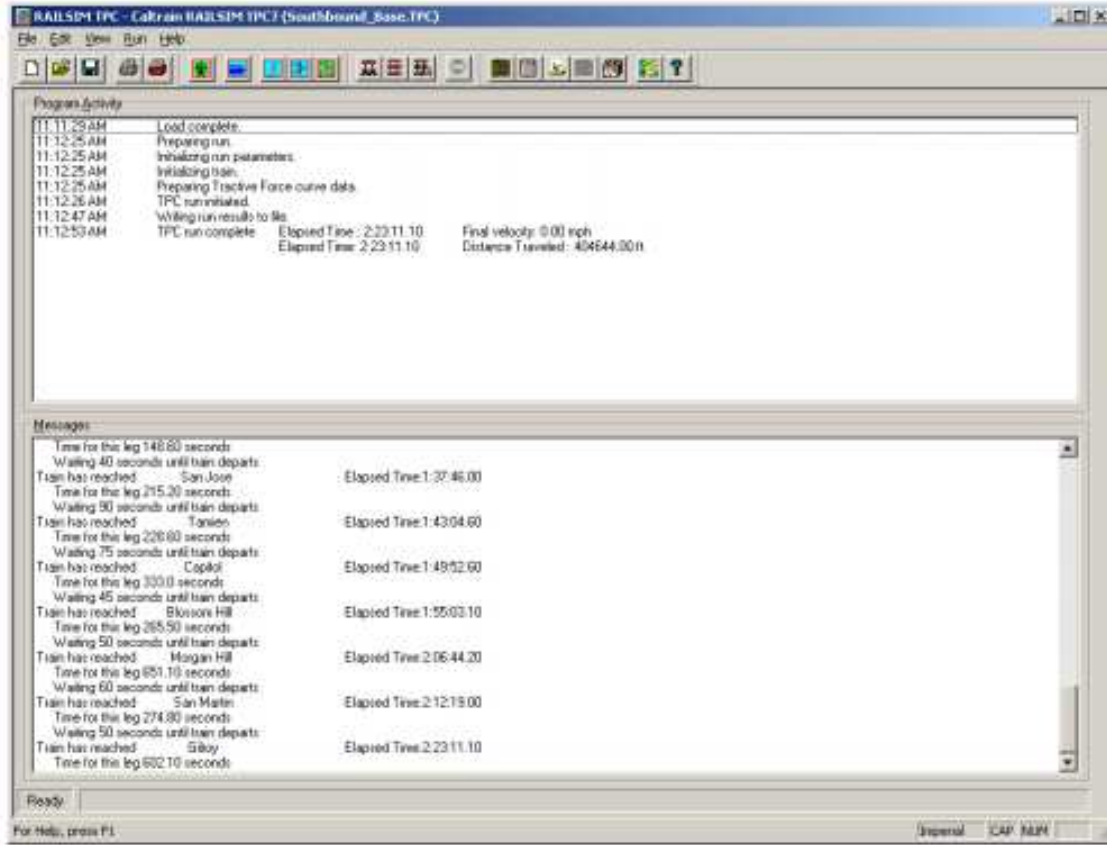 RAILSIM TPC - Caltrain RAILSIM TPC7 (Southbound_Base.TPC)
File Edit View Run Help
Program Activity
11:11:29 AM Load complete.
11:12:25 AM Preparing run.
11:12:25 AM Initializing run parameters.
11:12:25 AM Initializing train.
11:12:25 AM Preparing Tractive Force curve data.
11:12:26 AM TPC run initiated.
11:12:47 AM Writing run results to file.
11:12:53 AM TPC run complete Elapsed Time : 2:23:11.10 Final velocity: 0.00 mph
Elapsed Time: 2:23:11.10 Distance Traveled : 404644.00 ft
Messages
Time for this leg 148.80 seconds
Waiting 40 seconds until train departs
Train has reached San Jose Elapsed Time:1:37:46.00
Time for this leg 215.20 seconds
Waiting 90 seconds until train departs
Train has reached Tamien Elapsed Time:1:43:04.60
Time for this leg 228.60 seconds
Waiting 75 seconds until train departs
Train has reached Capitol Elapsed Time:1:49:52.60
Time for this leg 333.0 seconds
Waiting 45 seconds until train departs
Train has reached Blossom Hill Elapsed Time:1:55:03.10
Time for this leg 265.50 seconds
Waiting 50 seconds until train departs
Train has reached Morgan Hill Elapsed Time:2:06:44.20
Time for this leg 651.10 seconds
Waiting 60 seconds until train departs
Train has reached San Martin Elapsed Time:2:12:19.00
Time for this leg 274.80 seconds
Waiting 50 seconds until train departs
Train has reached Gilroy Elapsed Time:2:23:11.10
Time for this leg 602.10 seconds
Ready
For Help, press F1 Imperial CAP NUM